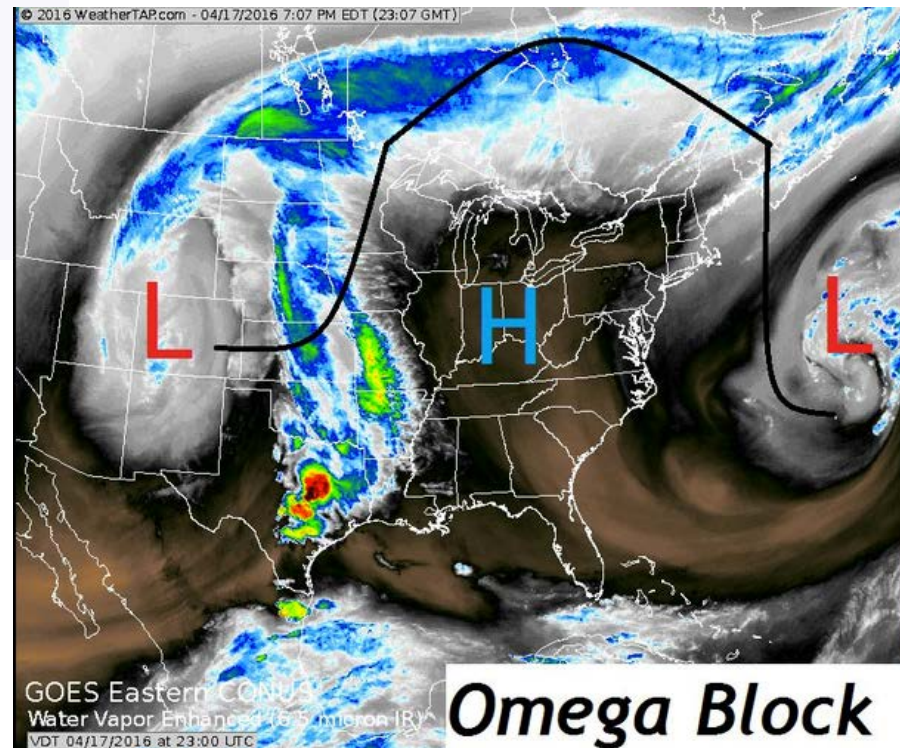 © 2016 WeatherTAP.com - 04/17/2016 7:07 PM EDT (23:07 GMT)
L
H
L
GOES Eastern CONUS
Water Vapor Enhanced (6.5 micron IR)
VDT 04/17/2016 at 23:00 UTC
Omega Block